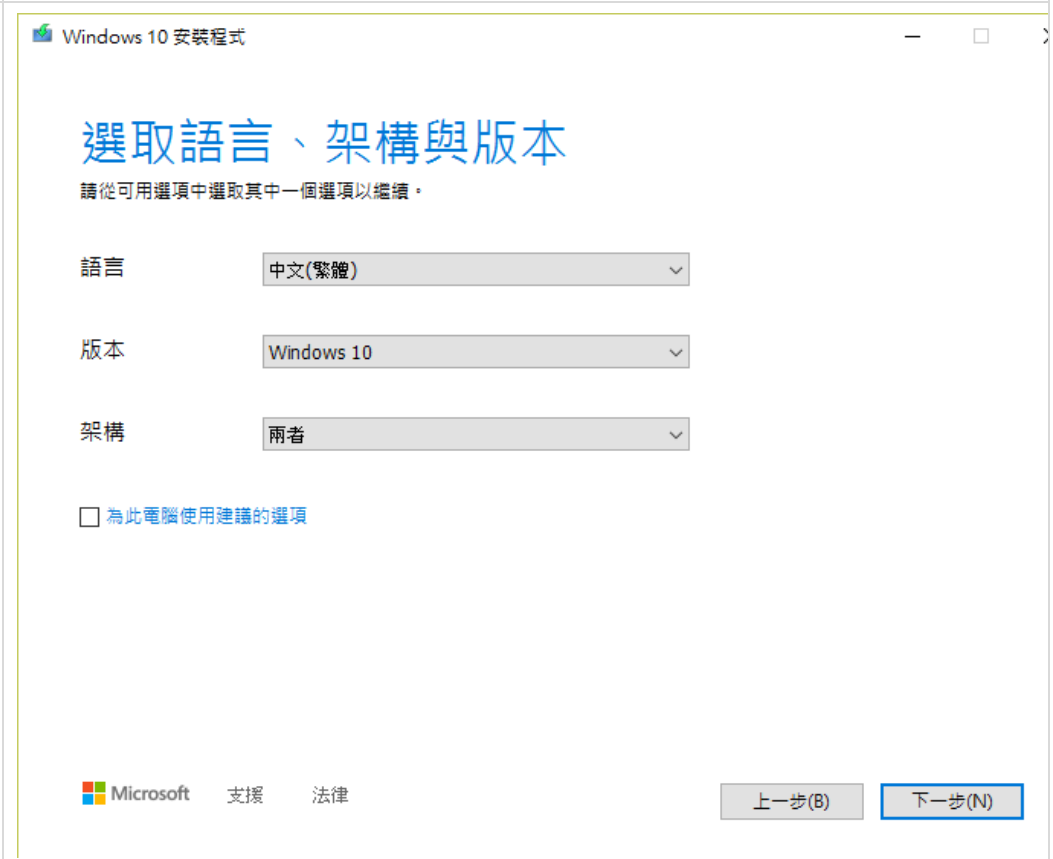 Windows 10 安裝程式
選取語言、架構與版本
請從可用選項中選取其中一個選項以繼續。
語言 中文(繁體)
版本 Windows 10
架構 兩者
為此電腦使用建議的選項
Microsoft 支援 法律 上一步(B) 下一步(N)